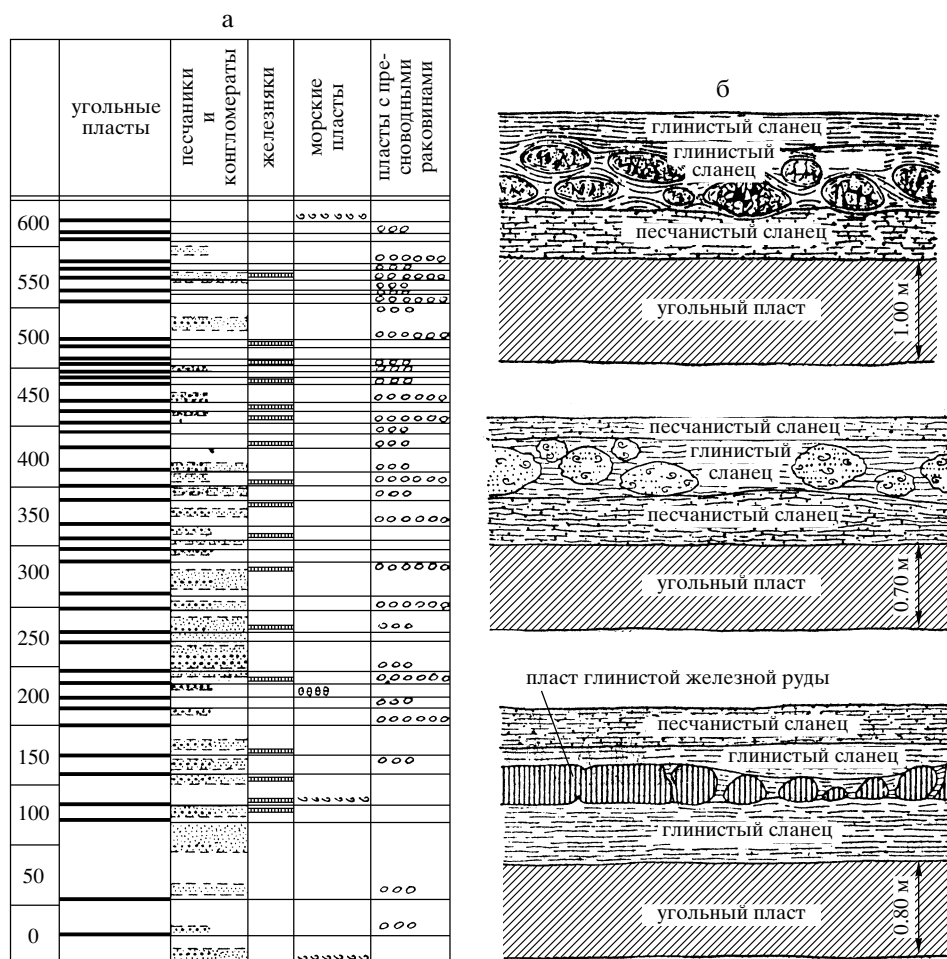 а
угольные
пласты
песчаники
и
конгломераты
железняки
морские
пласты
пласты с пре-
сноводными
раковинами
600
550
500
450
400
350
300
250
200
150
100
50
0
б
глинистый сланец
глинистый
сланец
песчанистый сланец
угольный пласт
1.00 м
песчанистый сланец
глинистый
сланец
песчанистый сланец
угольный пласт
0.70 м
пласт глинистой железной руды
песчанистый сланец
глинистый сланец
глинистый сланец
угольный пласт
0.80 м